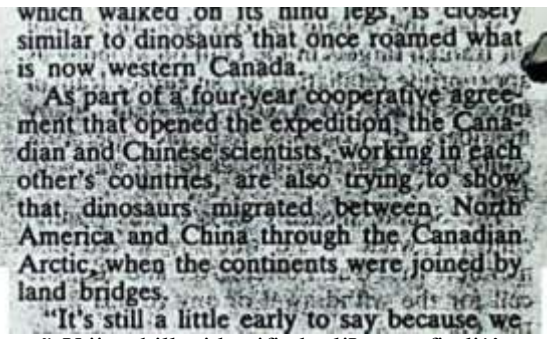 which walked on its hind legs, is closely
similar to dinosaurs that once roamed what
is now western Canada.
As part of a four-year cooperative agree-
ment that opened the expedition, the Cana-
dian and Chinese scientists, working in each
other's countries, are also trying to show
that dinosaurs migrated between North
America and China through the Canadian
Arctic, when the continents were joined by
land bridges.
"It's still a little early to say because we